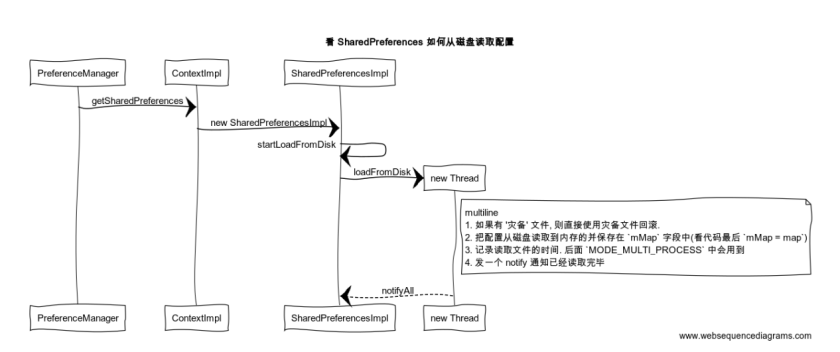 看 SharedPreferences 如何从磁盘读取配置
PreferenceManager
ContextImpl
SharedPreferencesImpl
getSharedPreferences
new SharedPreferencesImpl
startLoadFromDisk
loadFromDisk
new Thread
multiline
1. 如果有 '灾备' 文件, 则直接使用灾备文件回滚.
2. 把配置从磁盘读取到内存的并保存在 `mMap` 字段中(看代码最后 `mMap = map`)
3. 记录读取文件的时间. 后面 `MODE_MULTI_PROCESS` 中会用到
4. 发一个 notify 通知已经读取完毕
notifyAll
PreferenceManager
ContextImpl
SharedPreferencesImpl
new Thread
www.websequencediagrams.com